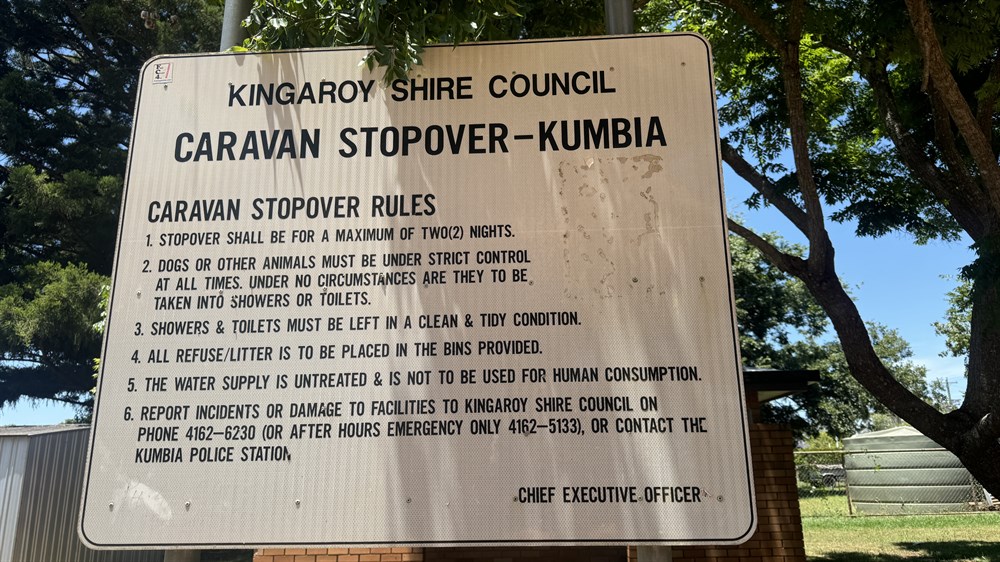 KINGAROY SHIRE COUNCIL
CARAVAN STOPOVER–KUMBIA
CARAVAN STOPOVER RULES
1. STOPOVER SHALL BE FOR A MAXIMUM OF TWO(2) NIGHTS.
2. DOGS OR OTHER ANIMALS MUST BE UNDER STRICT CONTROL
AT ALL TIMES. UNDER NO CIRCUMSTANCES ARE THEY TO BE
TAKEN INTO SHOWERS OR TOILETS.
3. SHOWERS & TOILETS MUST BE LEFT IN A CLEAN & TIDY CONDITION.
4. ALL REFUSE/LITTER IS TO BE PLACED IN THE BINS PROVIDED.
5. THE WATER SUPPLY IS UNTREATED & IS NOT TO BE USED FOR HUMAN CONSUMPTION.
6. REPORT INCIDENTS OR DAMAGE TO FACILITIES TO KINGAROY SHIRE COUNCIL ON
PHONE 4162–6230 (OR AFTER HOURS EMERGENCY ONLY 4162–5133), OR CONTACT THE
KUMBIA POLICE STATION
CHIEF EXECUTIVE OFFICER